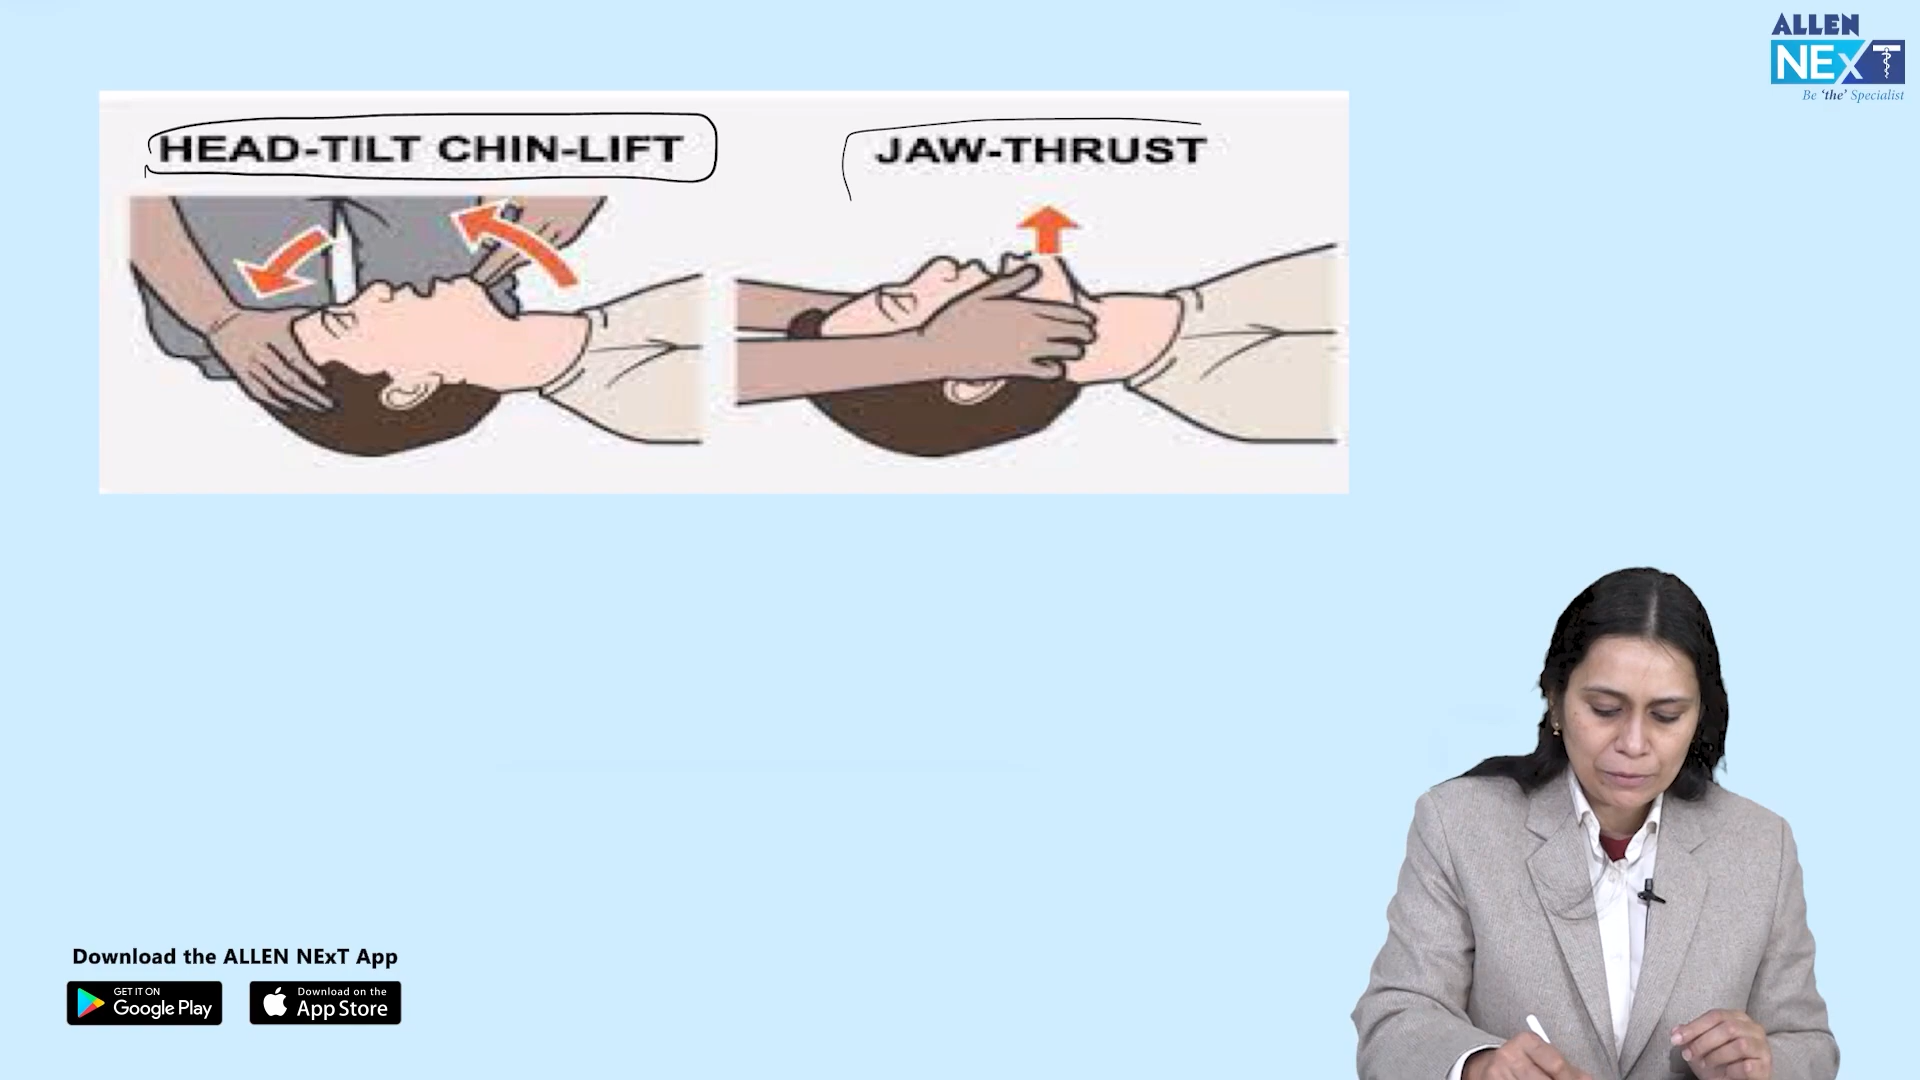 ALLEN
NExT
Be 'the' Specialist
HEAD-TILT CHIN-LIFT
JAW-THRUST
Download the ALLEN NExT App
GET IT ON
Google Play
Download on the
App Store